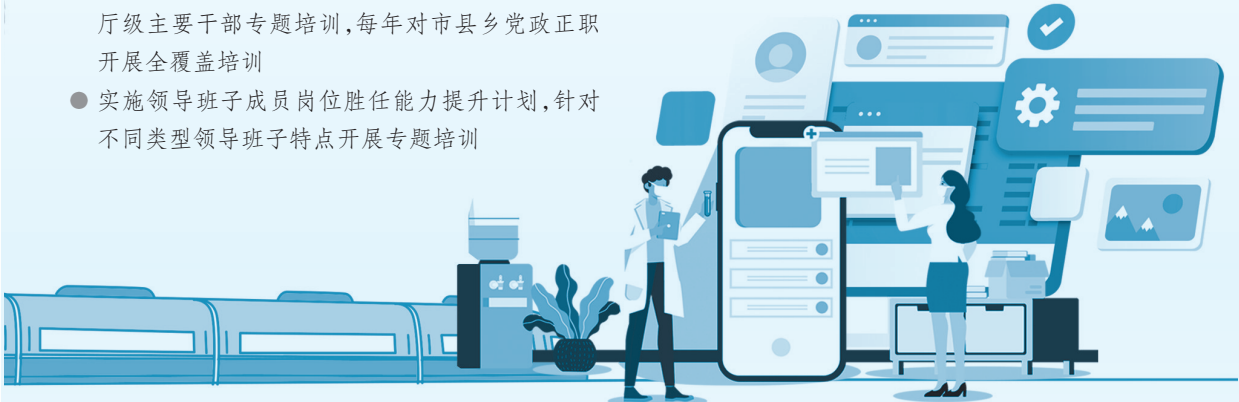 厅级主要干部专题培训,每年对市县乡党政正职
开展全覆盖培训
● 实施领导班子成员岗位胜任能力提升计划,针对
不同类型领导班子特点开展专题培训